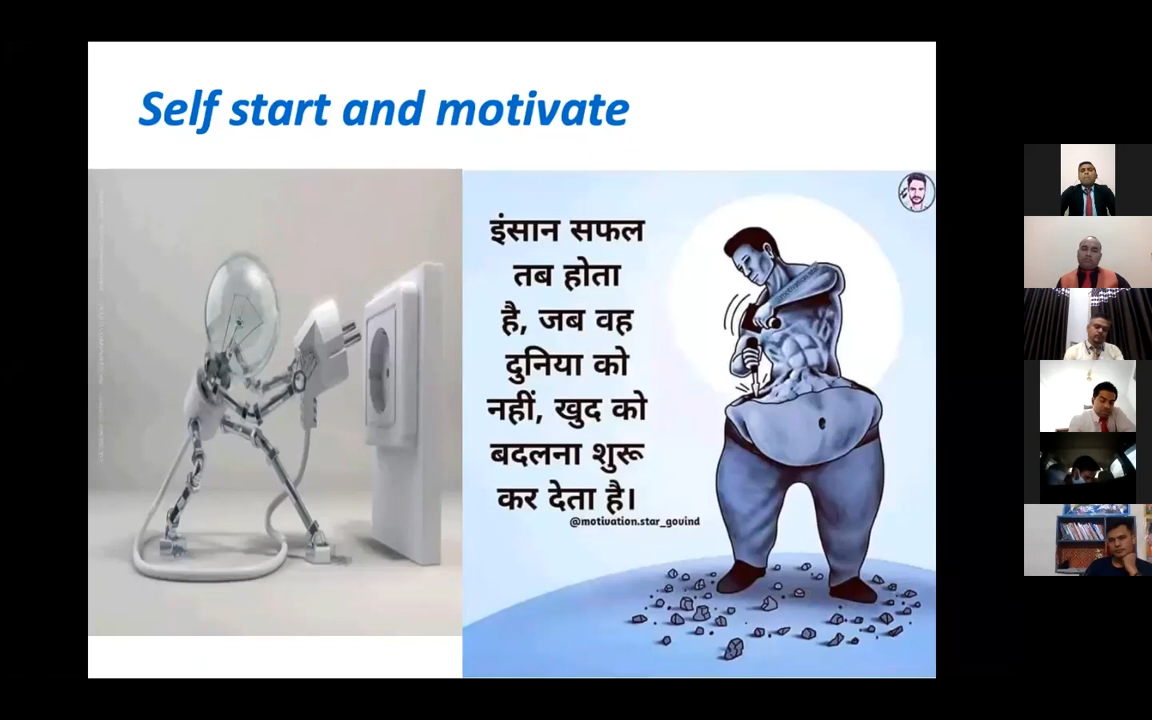 Self start and motivate
इंसान सफल
तब होता
है, जब वह
दुनिया को
नहीं, खुद को
बदलना शुरू
कर देता है।
@motivation.star_govind